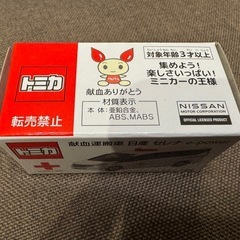 トミカ
転売禁止
献血ありがとう
材質表示
本 体：亜鉛合金、
ABS、MABS
対象年齢3才以上
集めよう！
楽しさいっぱい！
ミニカーの王様
NISSAN
MOTOR CORPORATION
OFFICIAL LICENSED PRODUCT
トミカ
献血運搬車 日産 セレナ e-power